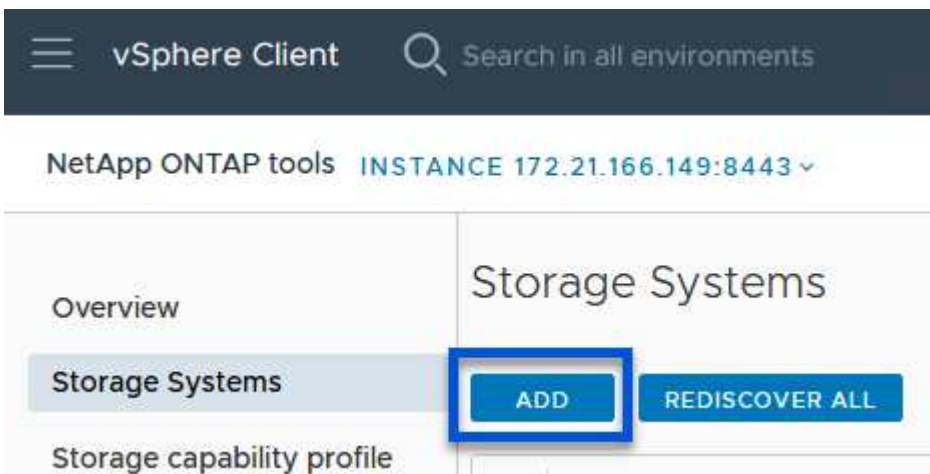 vSphere Client Search in all environments
NetApp ONTAP tools INSTANCE 172.21.166.149:8443
Overview
Storage Systems
Storage capability profile
Storage Systems
ADD REDISCOVER ALL